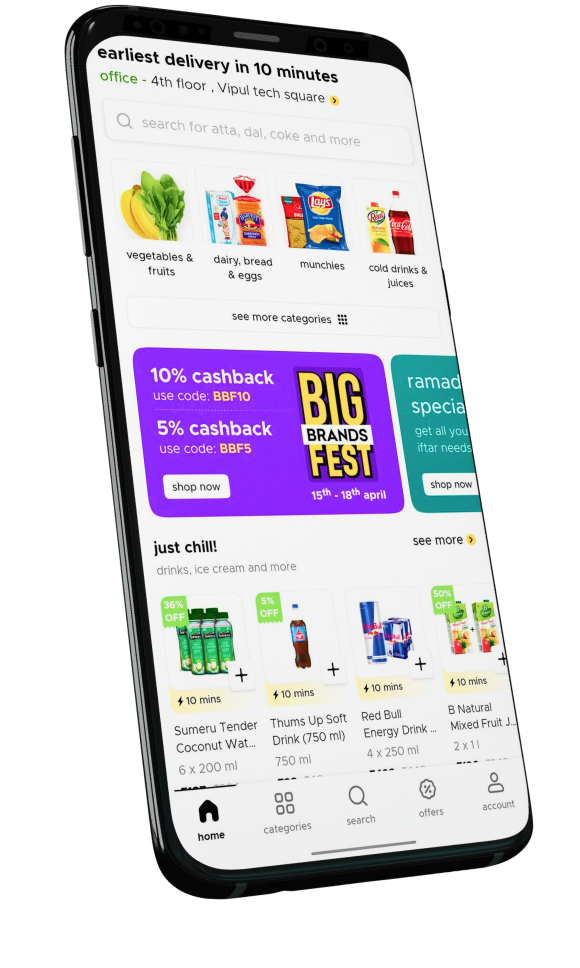 earliest delivery in 10 minutes
office - 4th floor , Vipul tech square
search for atta, dal, coke and more
Lay's
Coca-Cola
vegetables &
fruits
dairy, bread
& eggs
munchies
cold drinks &
juices
see more categories
10% cashback
use code: BBF10
5% cashback
use code: BBF5
shop now
BIG
BRANDS
FEST
15th - 18th april
ramad
specia
get all you
iftar needs
shop now
just chill!
see more
drinks, ice cream and more
36%
OFF
5%
OFF
50%
OFF
10 mins
10 mins
10 mins
10 mins
Sumeru Tender
Coconut Wat...
6 x 200 ml
Thums Up Soft
Drink (750 ml)
750 ml
Red Bull
Energy Drink ...
4 x 250 ml
B Natural
Mixed Fruit J...
2 x 1 l
home
categories
search
offers
account